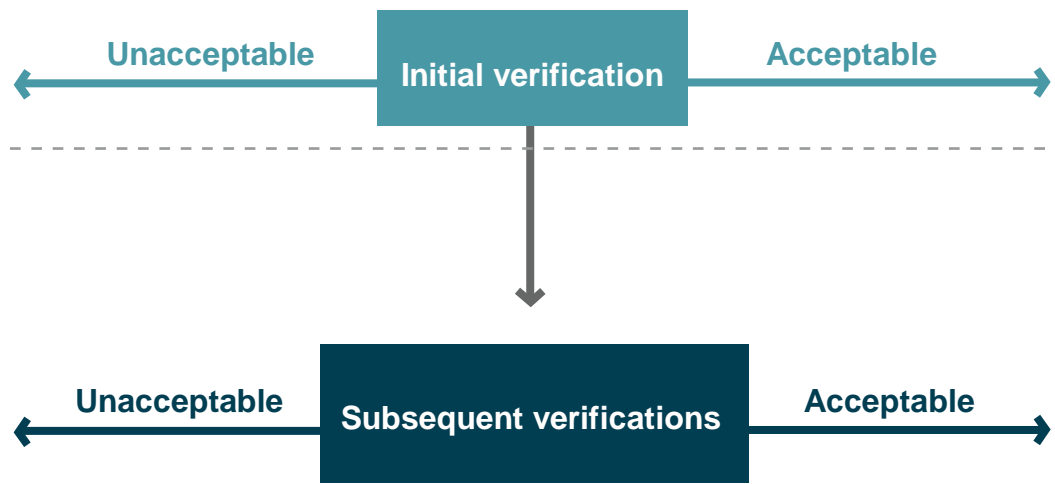 Unacceptable
Initial verification
Acceptable
Unacceptable
Subsequent verifications
Acceptable